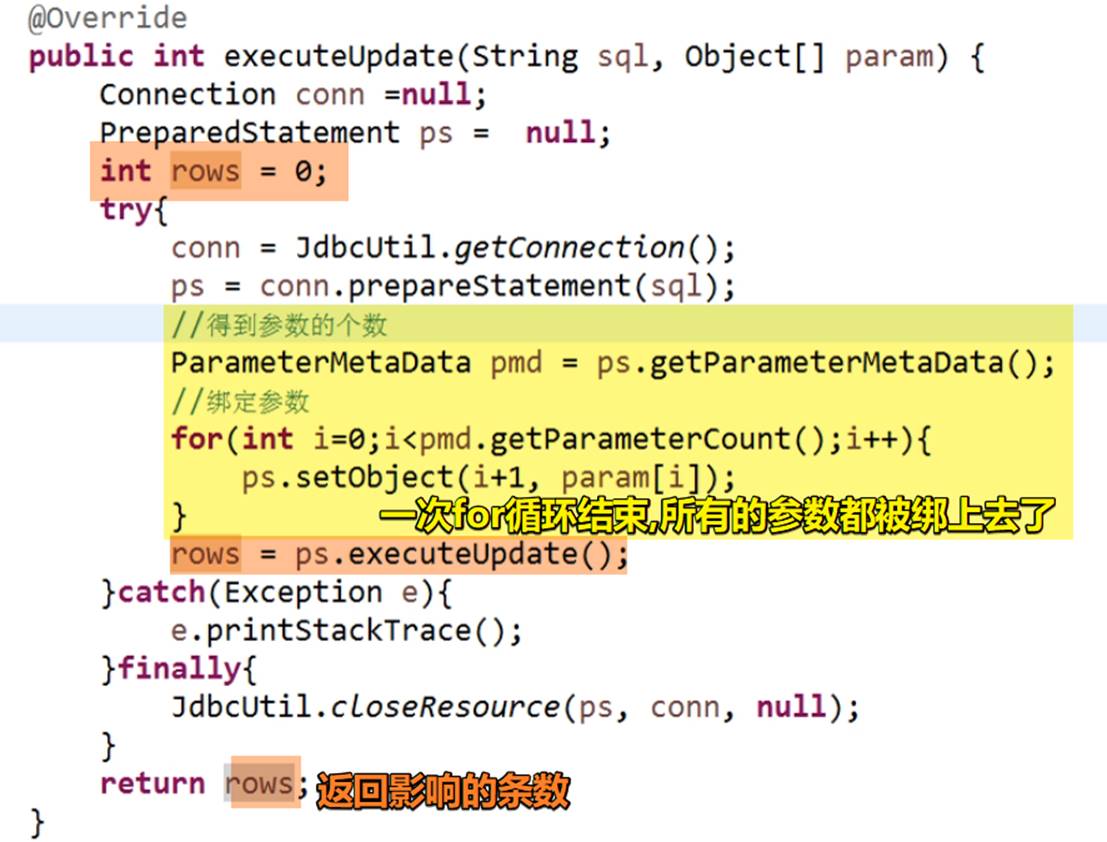 @Override
public int executeUpdate(String sql, Object[] param) {
Connection conn =null;
PreparedStatement ps =  null;
int rows = 0;
try{
conn = JdbcUtil.getConnection();
ps = conn.prepareStatement(sql);
//得到参数的个数
ParameterMetaData pmd = ps.getParameterMetaData();
//绑定参数
for(int i=0;i<pmd.getParameterCount();i++){
ps.setObject(i+1, param[i]);
} 一次for循环结束,所有的参数都被绑上去了
rows = ps.executeUpdate();
}catch(Exception e){
e.printStackTrace();
}finally{
JdbcUtil.closeResource(ps, conn, null);
}
return rows; 返回影响的条数
}